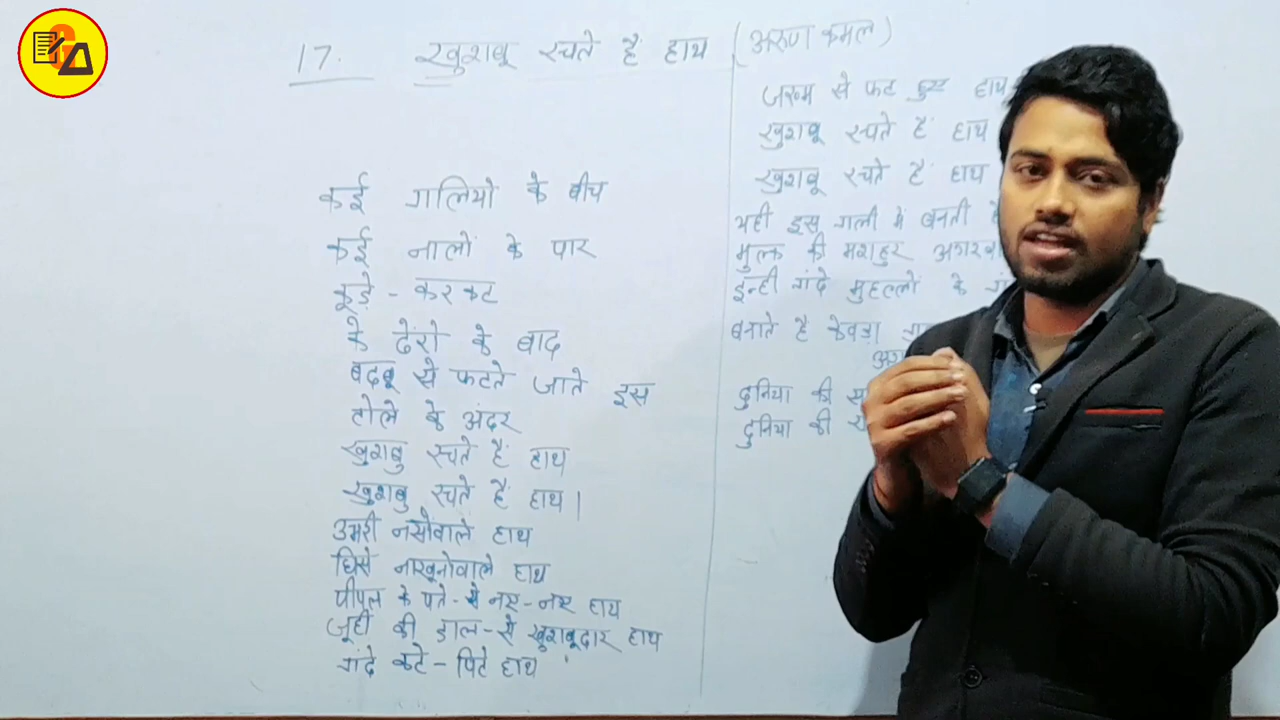 17. खुशबू रचते हैं हाथ (अरुण कमल)
कई गलियो के बीच
कई नालों के पार
कूड़े - करकट
के ढेरो के बाद
बदबू से फटते जाते इस
टोले के अंदर
खुशबु रचते हैं हाथ
खुशबु रचते हैं हाथ।
उभरी नसोंवाले हाथ
घिसे नाखूनोवाले हाथ
पीपल के पते - से नए - नए हाथ
जूही की डाल - से खुशबूदार हाथ
गंदे कटे - पिटे हाथ
जख्म से फटे हुए हाथ
खुशबू रचते हैं हाथ
खुशबू रचते हैं हाथ
यही इस गली में बनती
मुल्क की मशहुर
इन्ही गंदे मुहल्लों के
बनाते है केवड़ा
दुनिया की
दुनिया की